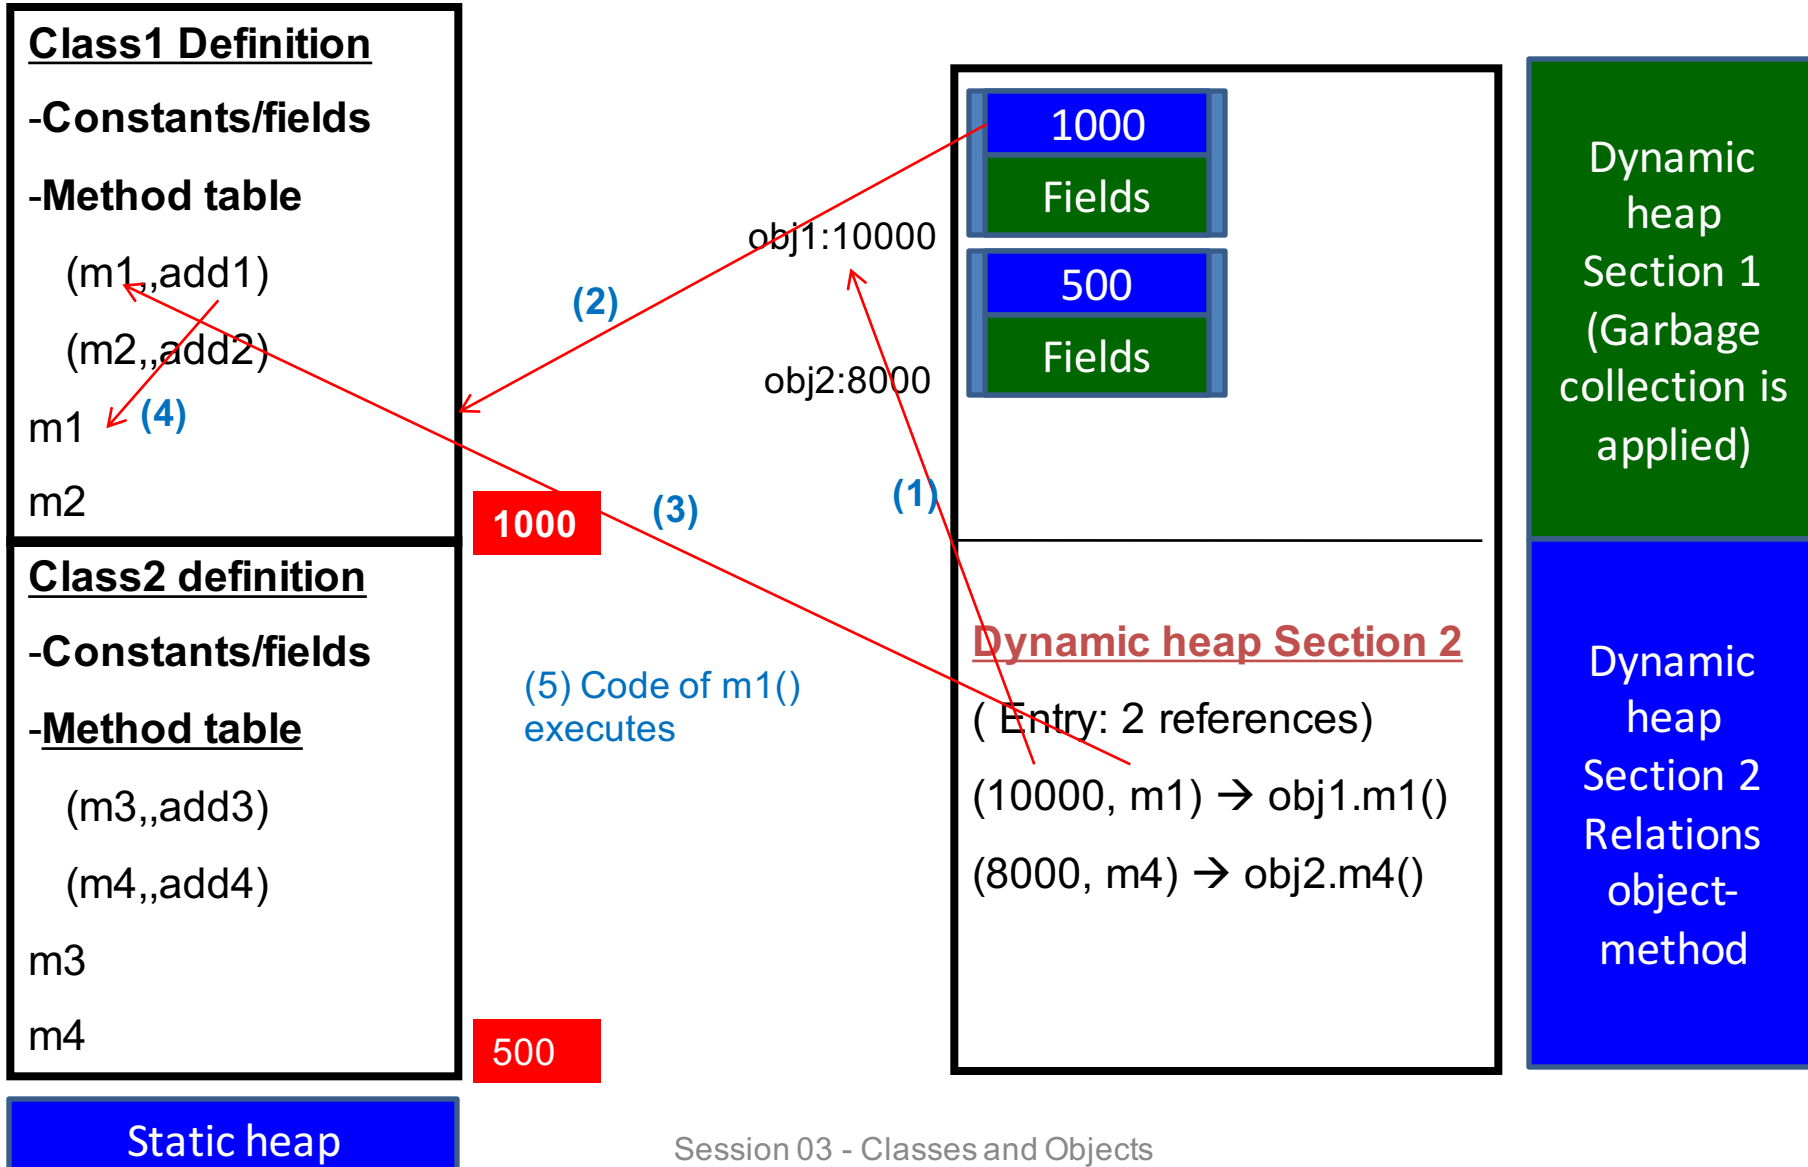 Class1 Definition
-Constants/fields
-Method table
(m1,,add1)
(m2,,add2)
m1
m2
1000
Class2 definition
-Constants/fields
-Method table
(m3,,add3)
(m4,,add4)
m3
m4
500
Static heap
(2)
(4)
(3)
(1)
(5) Code of m1()
executes
obj1:10000
obj2:8000
1000
Fields
500
Fields
Dynamic heap Section 2
( Entry: 2 references)
(10000, m1) → obj1.m1()
(8000, m4) → obj2.m4()
Dynamic
heap
Section 1
(Garbage
collection is
applied)
Dynamic
heap
Section 2
Relations
object-
method
Session 03 - Classes and Objects